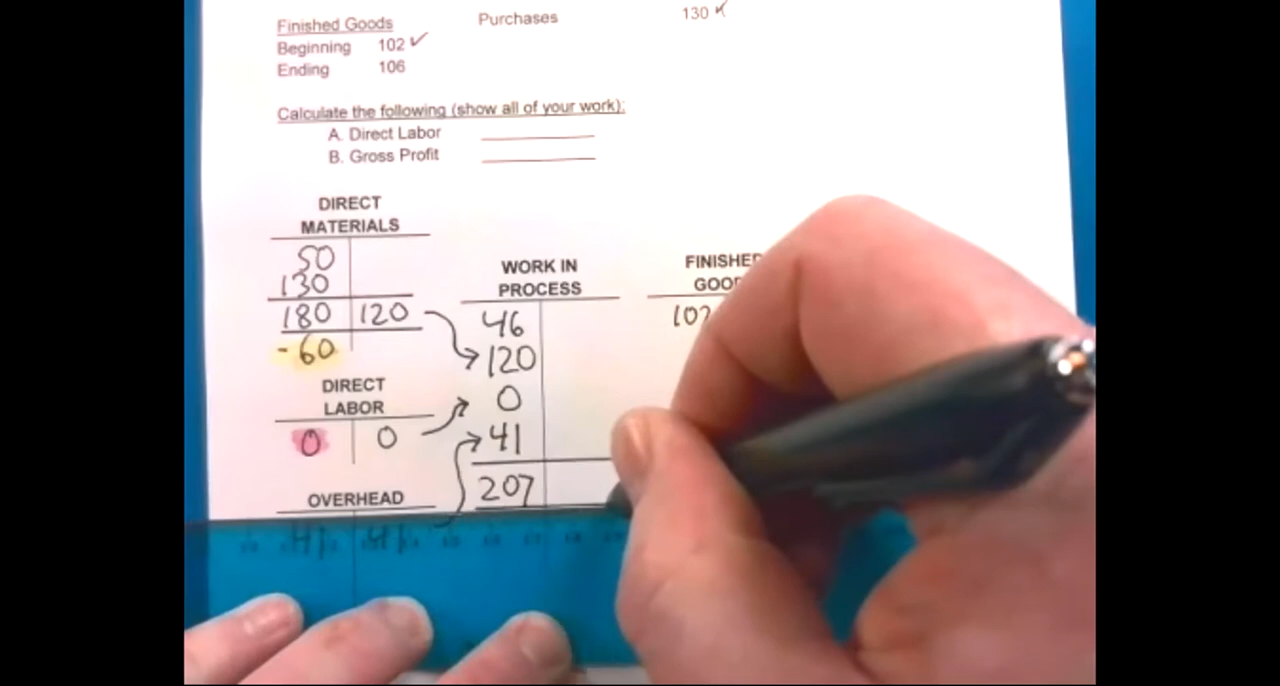 Finished Goods
Beginning 102 ✓
Ending 106
Purchases 130
Calculate the following (show all of your work):
A. Direct Labor
B. Gross Profit
DIRECT
MATERIALS
50
130
180 120
-60
DIRECT
LABOR
0 0
OVERHEAD
41 41
WORK IN
PROCESS
46
120
0
41
207
FINISHED